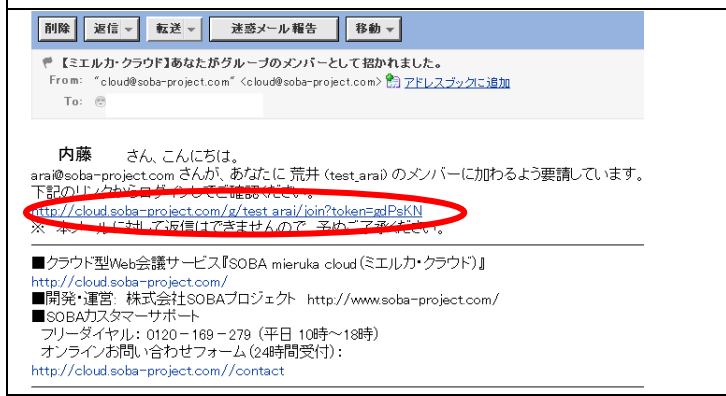 削除 返信 転送 迷惑メール報告 移動
【ミエルカ・クラウド】あなたがグループのメンバーとして招かれました。
From: "cloud@soba-project.com" <cloud@soba-project.com> アドレスブックに追加
To:
内藤 さん、こんにちは。
arai@soba-project.com さんが、あなたに 荒井 (test_arai) のメンバーに加わるよう要請しています。
下記のリンクからログインしてご確認ください。
http://cloud.soba-project.com/g/test_arai/join?token=gdPsKN
※ 本メールに対して返信はできませんので、予めご了承ください。
■クラウド型Web会議サービス『SOBA mieruka cloud(ミエルカ・クラウド)』
http://cloud.soba-project.com/
■開発・運営: 株式会社SOBAプロジェクト http://www.soba-project.com/
■SOBAカスタマーサポート
フリーダイヤル: 0120-169-279 (平日 10時～18時)
オンラインお問い合わせフォーム(24時間受付):
http://cloud.soba-project.com//contact